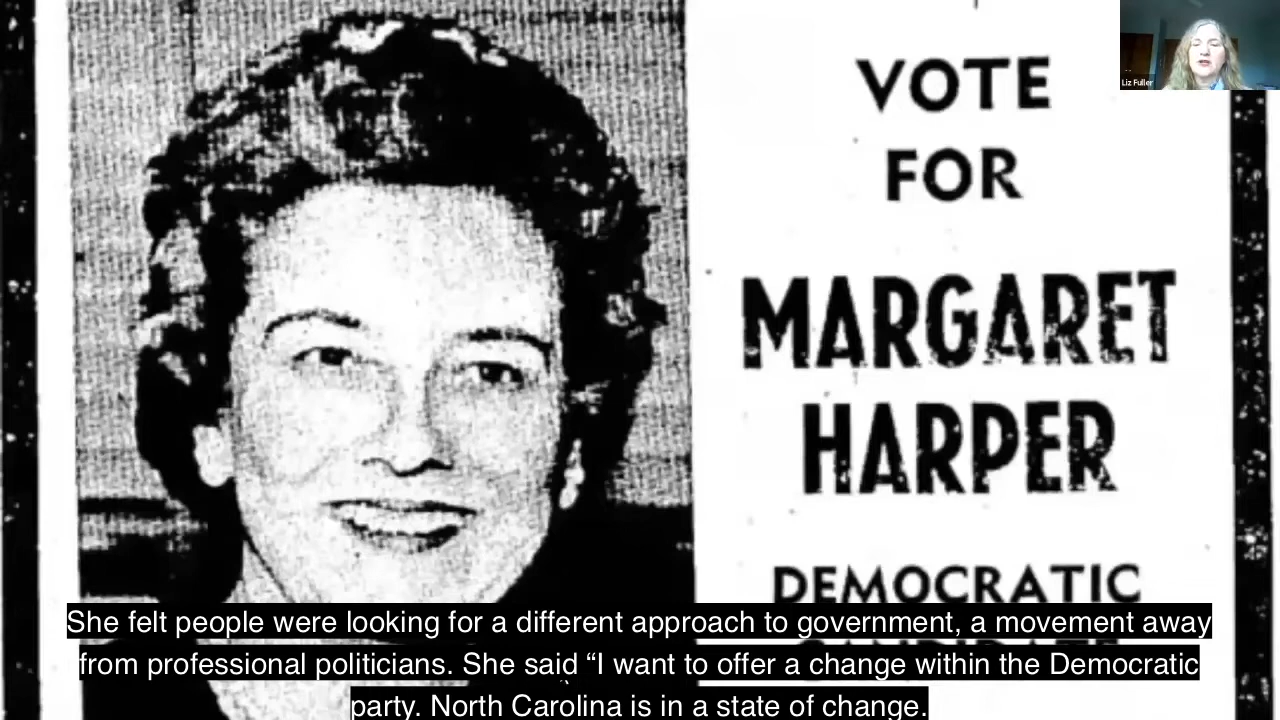 VOTE
FOR
MARGARET
HARPER
DEMOCRATIC
Liz Fuller
She felt people were looking for a different approach to government, a movement away
from professional politicians. She said “I want to offer a change within the Democratic
party. North Carolina is in a state of change.